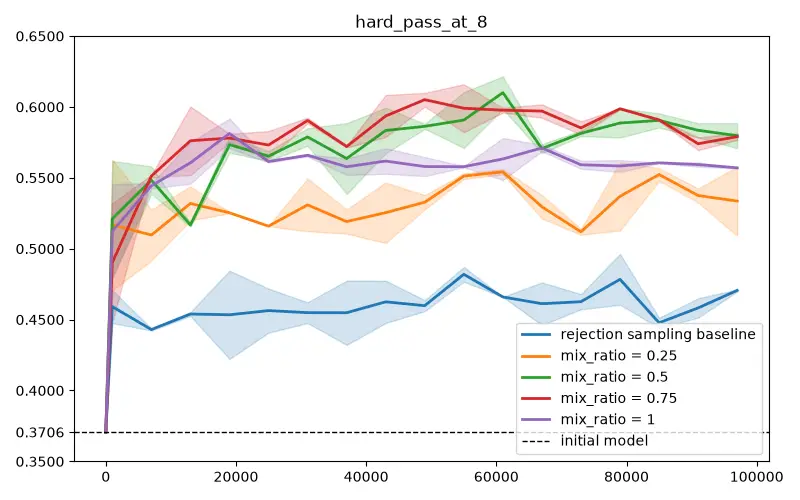 hard_pass_at_8
0.6500
0.6000
0.5500
0.5000
0.4500
0.4000
0.3706
0.3500
rejection sampling baseline
mix_ratio = 0.25
mix_ratio = 0.5
mix_ratio = 0.75
mix_ratio = 1
initial model
0 20000 40000 60000 80000 100000